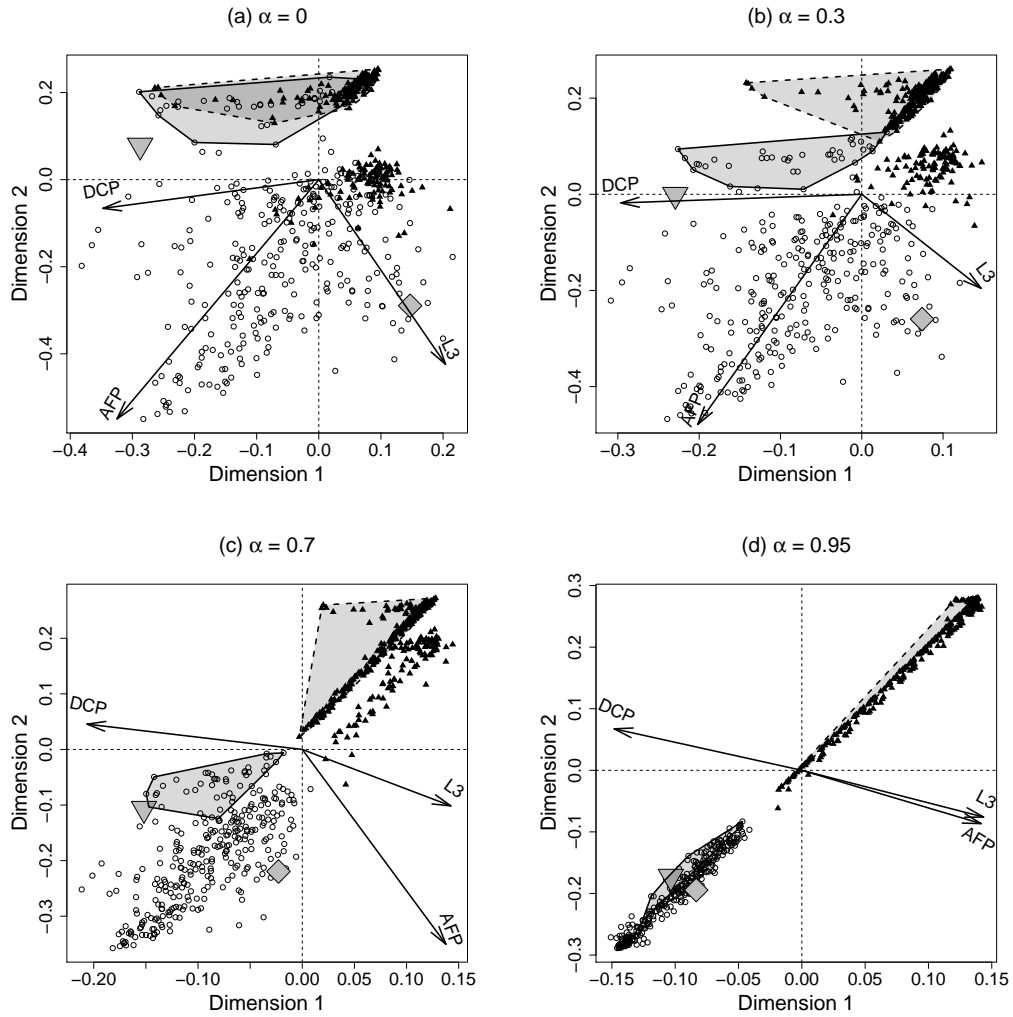 (a) α = 0
Dimension 2
0.2
0.0
−0.2
−0.4
DCP
AFP
L3
−0.4 −0.3 −0.2 −0.1 0.0 0.1 0.2
Dimension 1
(b) α = 0.3
Dimension 2
0.2
0.0
−0.2
−0.4
DCP
AFP
L3
−0.3 −0.2 −0.1 0.0 0.1
Dimension 1
(c) α = 0.7
Dimension 2
0.2
0.0
−0.1
−0.2
−0.3
DCP
L3
AFP
−0.20 −0.10 0.00 0.10
Dimension 1
(d) α = 0.95
Dimension 2
0.3
0.2
0.1
0.0
−0.1
−0.2
−0.3
DCP
L3
AFP
−0.15 −0.10 −0.05 0.00 0.05 0.10 0.15
Dimension 1